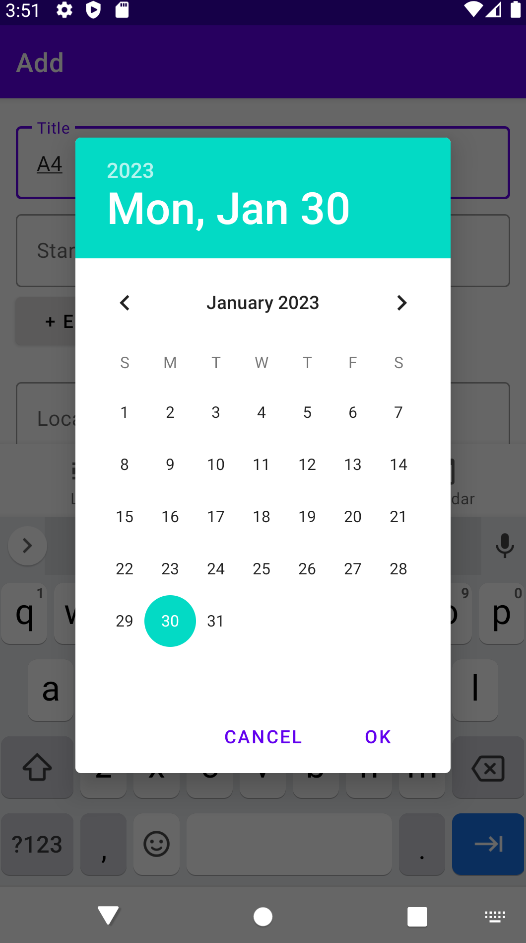 3:51
Add
Title
A4
2023
Mon, Jan 30
Star
+ E
January 2023
S M T W T F S
1 2 3 4 5 6 7
Loca
8 9 10 11 12 13 14
dar
15 16 17 18 19 20 21
22 23 24 25 26 27 28
29 30 31
q 1
9
p 0
a
l
CANCEL OK
z x c v b n m
?123 , .